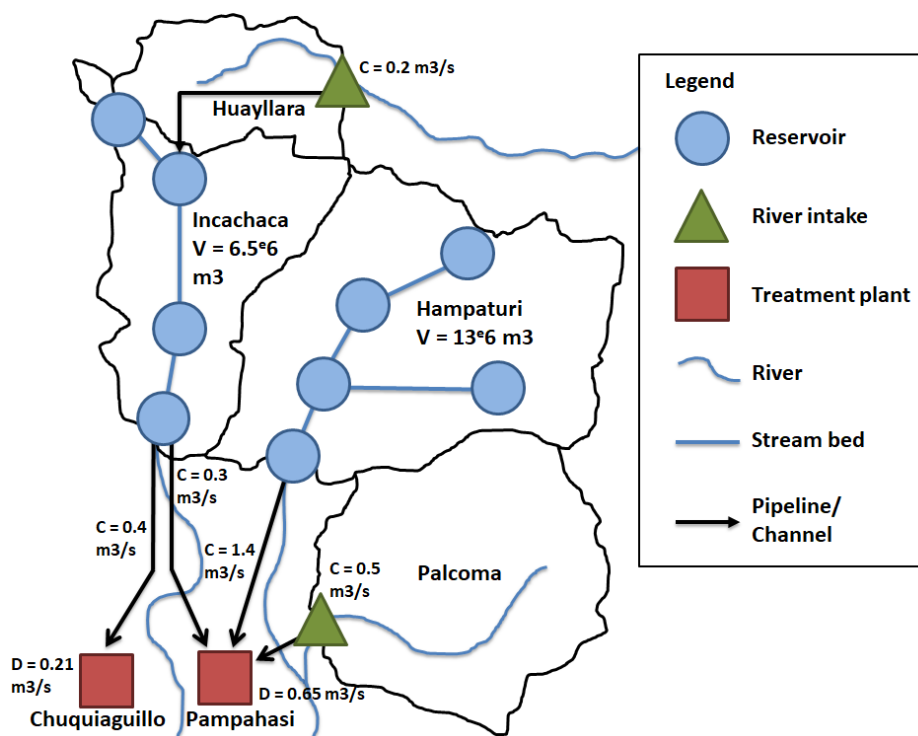 C = 0.2 m3/s
Huayllara
Incachaca
V = 6.5e6
m3
Hampaturi
V = 13e6 m3
C = 0.3
m3/s
C = 0.4
m3/s
C = 1.4
m3/s
C = 0.5
m3/s
Palcoma
D = 0.21
m3/s
D = 0.65 m3/s
Chuquiaguillo
Pampahasi
Legend
Reservoir
River intake
Treatment plant
River
Stream bed
Pipeline/
Channel